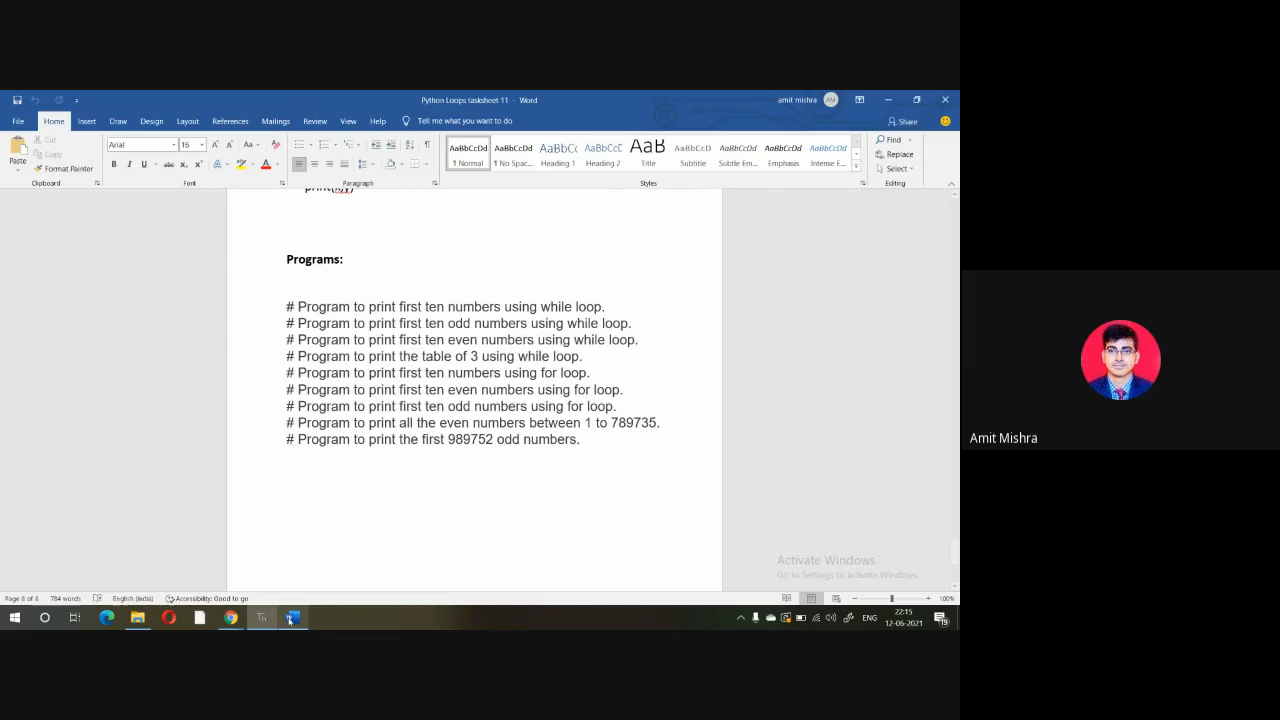 Python Loops tasksheet 11 - Word
amit mishra
AM
File Home Insert Draw Design Layout References Mailings Review View Help Tell me what you want to do
Share
Cut
Copy
Format Painter
Paste
Clipboard
Arial
16
Font
Paragraph
AaBbCcDd AaBbCcDd AaBbC( AaBbCcE AaB AaBbCcD AaBbCcDd AaBbCcDd AaBbCcDd
¶ Normal ¶ No Spac... Heading 1 Heading 2 Title Subtitle Subtle Em... Emphasis Intense E...
Styles
Find
Replace
Select
Editing
print(x,y)
Programs:
# Program to print first ten numbers using while loop.
# Program to print first ten odd numbers using while loop.
# Program to print first ten even numbers using while loop.
# Program to print the table of 3 using while loop.
# Program to print first ten numbers using for loop.
# Program to print first ten even numbers using for loop.
# Program to print first ten odd numbers using for loop.
# Program to print all the even numbers between 1 to 789735.
# Program to print the first 989752 odd numbers.
Amit Mishra
Activate Windows
Go to Settings to activate Windows.
Page 8 of 8 784 words English (India) Accessibility: Good to go
100%
Th
ENG
22:15
12-06-2021
19